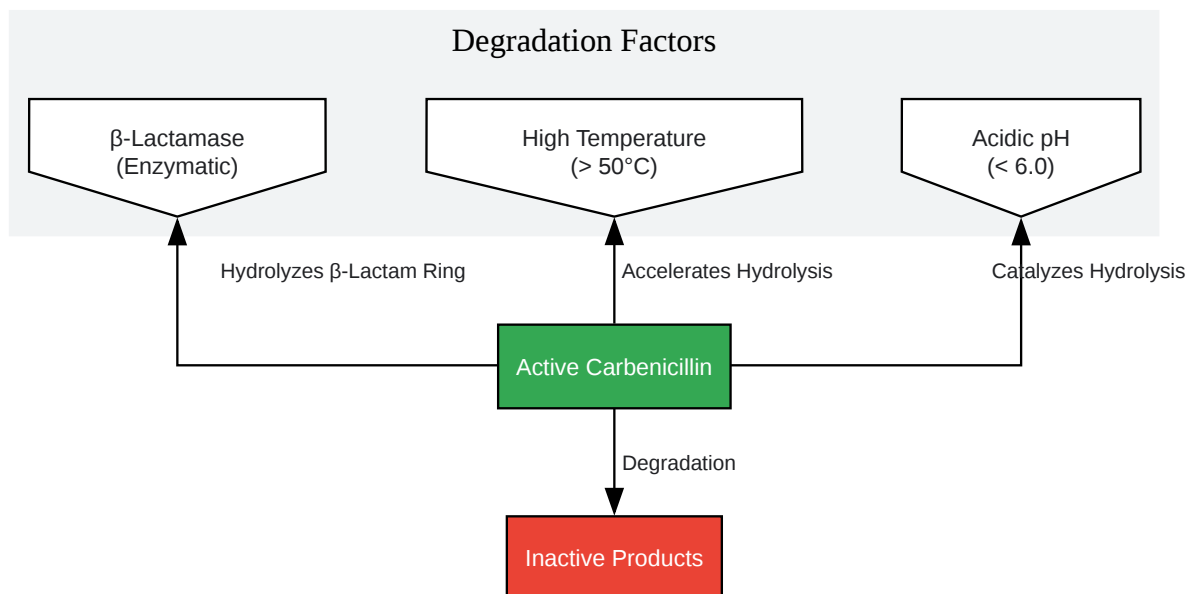 Degradation Factors
β-Lactamase
(Enzymatic)
High Temperature
(> 50°C)
Acidic pH
(< 6.0)
Hydrolyzes β-Lactam Ring
Accelerates Hydrolysis
Catalyzes Hydrolysis
Active Carbenicillin
Degradation
Inactive Products